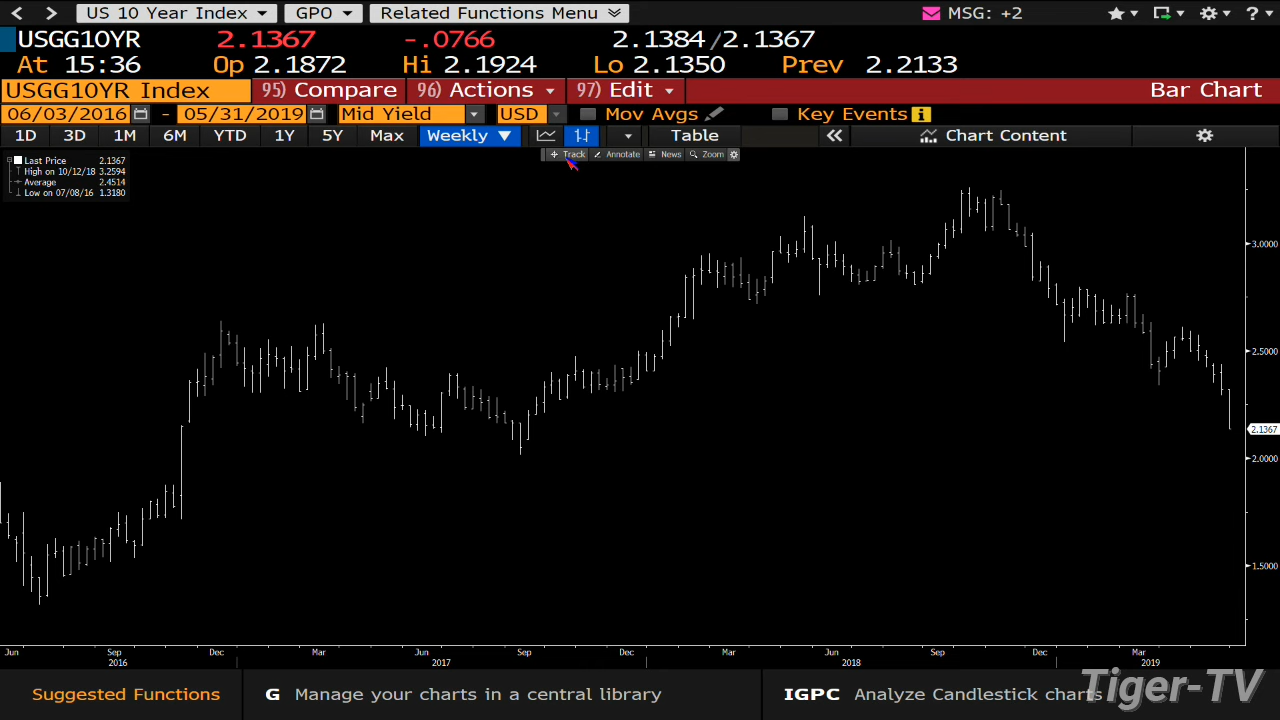 US 10 Year Index GPO Related Functions Menu MSG: +2 ?
USGG10YR 2.1367 -.0766 2.1384/2.1367
At 15:36 Op 2.1872 Hi 2.1924 Lo 2.1350 Prev 2.2133
USGG10YR Index 95) Compare 96) Actions 97) Edit Bar Chart
06/03/2016 - 05/31/2019 Mid Yield USD Mov Avgs Key Events i
1D 3D 1M 6M YTD 1Y 5Y Max Weekly Table Chart Content
Track Annotate News Zoom
Last Price 2.1367
High on 10/12/18 3.2594
Average 2.4514
Low on 07/08/16 1.3180
3.0000
2.5000
2.1367
2.0000
1.5000
Jun Sep Dec Mar Jun Sep Dec Mar Jun Sep Dec Mar
2016 2017 2018 2019
Suggested Functions G Manage your charts in a central library IGPC Analyze Candlestick charts
Tiger-TV